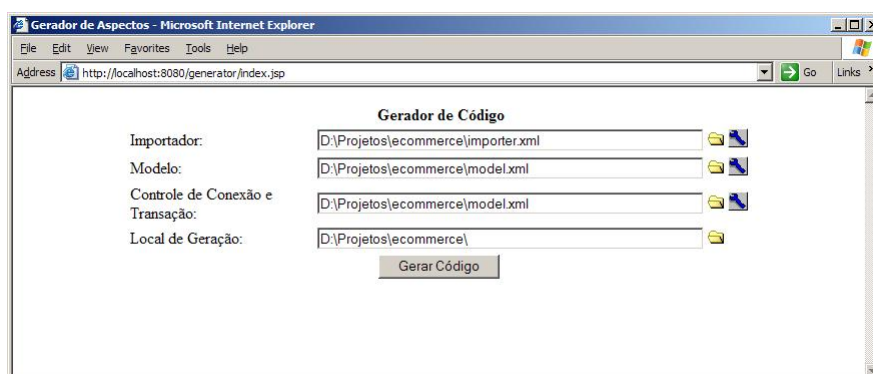 Gerador de Aspectos - Microsoft Internet Explorer
File Edit View Favorites Tools Help
Address http://localhost:8080/generator/index.jsp Go Links »
Gerador de Código
Importador: D:\Projetos\ecommerce\importer.xml
Modelo: D:\Projetos\ecommerce\model.xml
Controle de Conexão e
Transação: D:\Projetos\ecommerce\model.xml
Local de Geração: D:\Projetos\ecommerce\
Gerar Código